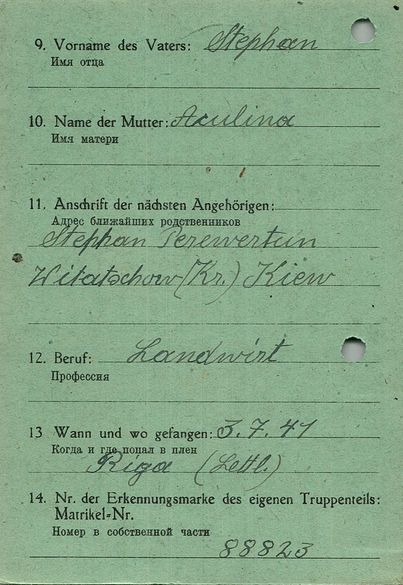 9. Vorname des Vaters: Stephan
Имя отца
10. Name der Mutter: Aculina
Имя матери
11. Anschrift der nächsten Angehörigen:
Адрес ближайших родственников
Stephan Perewertun
Witatschow (Kr.) Kiew
12. Beruf: Landwirt
Профессия
13 Wann und wo gefangen: 3.7.41
Когда и где попал в плен
Riga (Lettl.)
14. Nr. der Erkennungsmarke des eigenen Truppenteils:
Matrikel-Nr.
Номер в собственной части
88823